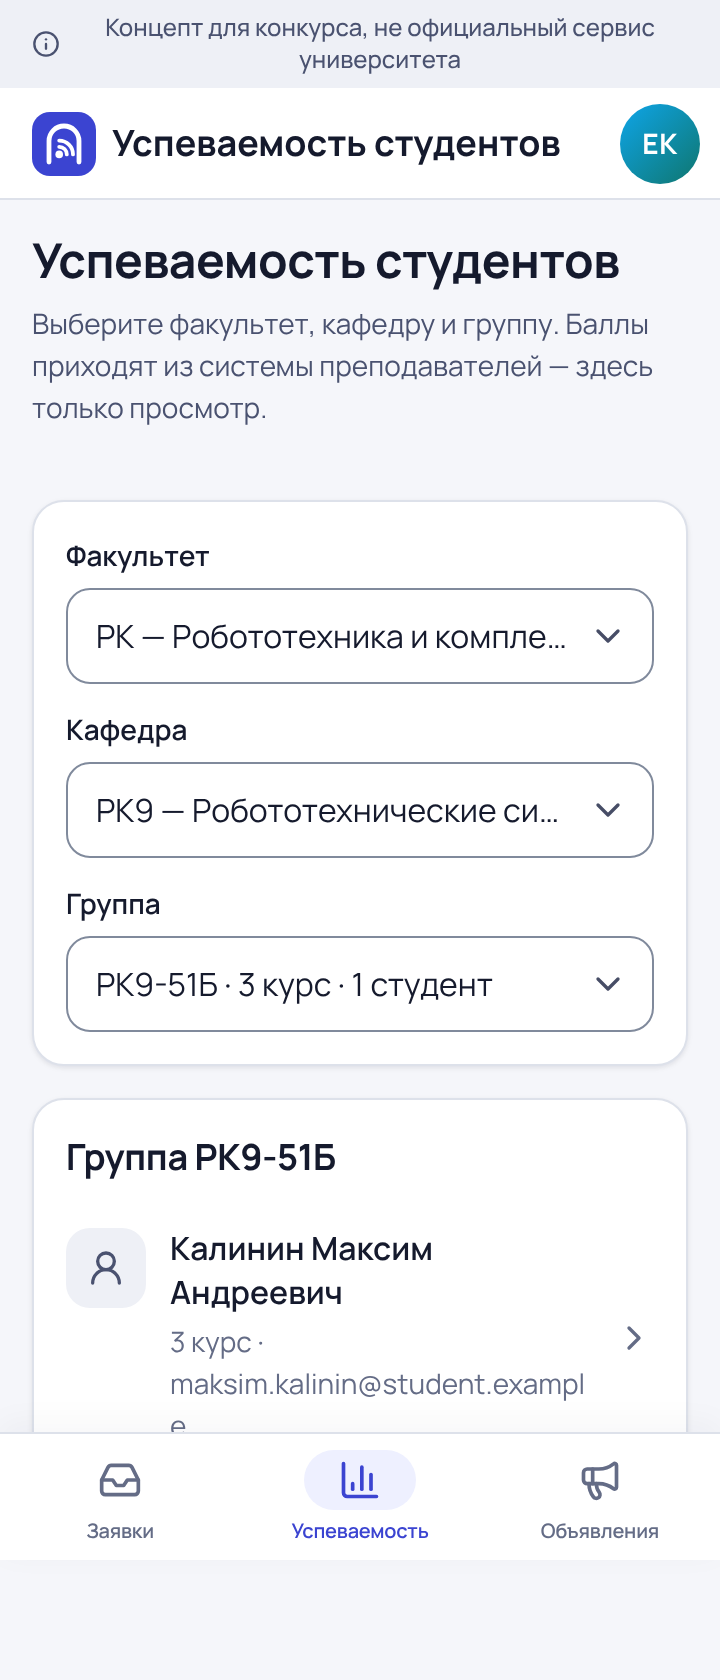 Концепт для конкурса, не официальный сервис
университета
Успеваемость студентов
ЕК
Успеваемость студентов
Выберите факультет, кафедру и группу. Баллы
приходят из системы преподавателей — здесь
только просмотр.
Факультет
РК — Робототехника и компле...
Кафедра
РК9 — Робототехнические си...
Группа
РК9-51Б · 3 курс · 1 студент
Группа РК9-51Б
Калинин Максим
Андреевич
3 курс ·
maksim.kalinin@student.exampl
e
Заявки
Успеваемость
Объявления